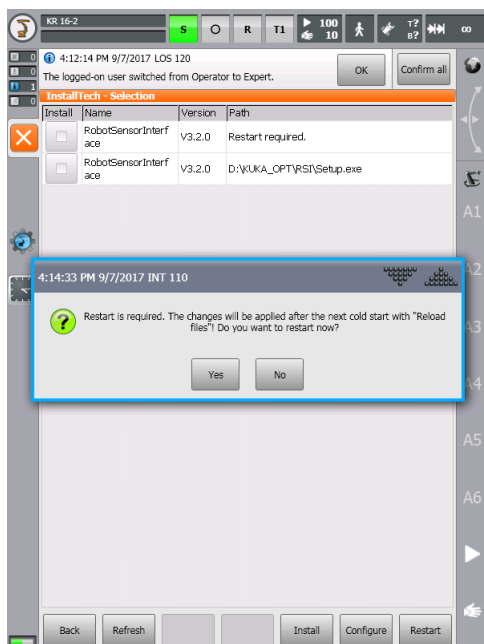 KR 16-2
S O R T1 100 10 T? B? ∞
0
0
1
0
4:12:14 PM 9/7/2017 LOS 120
The logged-on user switched from Operator to Expert.
OK
Confirm all
InstallTech - Selection
Install Name Version Path
RobotSensorInterf
ace
V3.2.0 Restart required.
RobotSensorInterf
ace
V3.2.0 D:\KUKA_OPT\RSI\Setup.exe
A1
A2
4:14:33 PM 9/7/2017 INT 110
Restart is required. The changes will be applied after the next cold start with "Reload
files"! Do you want to restart now?
A3
Yes No
A4
A5
A6
Back Refresh Install Configure Restart